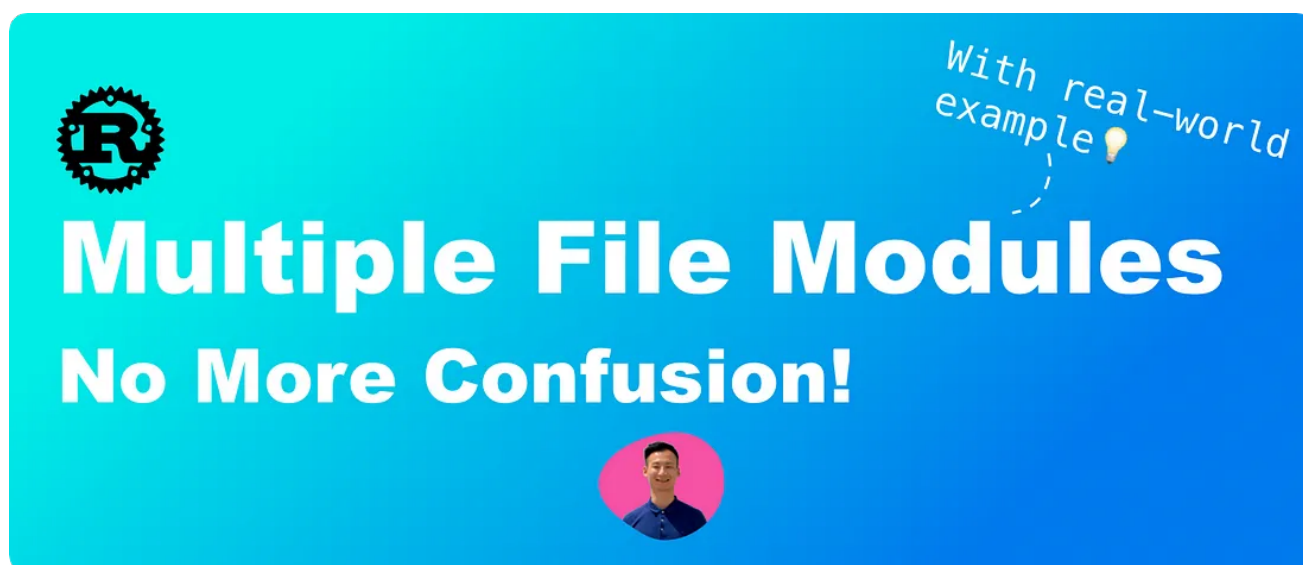 With real-world
example💡
R
Multiple File Modules
No More Confusion!